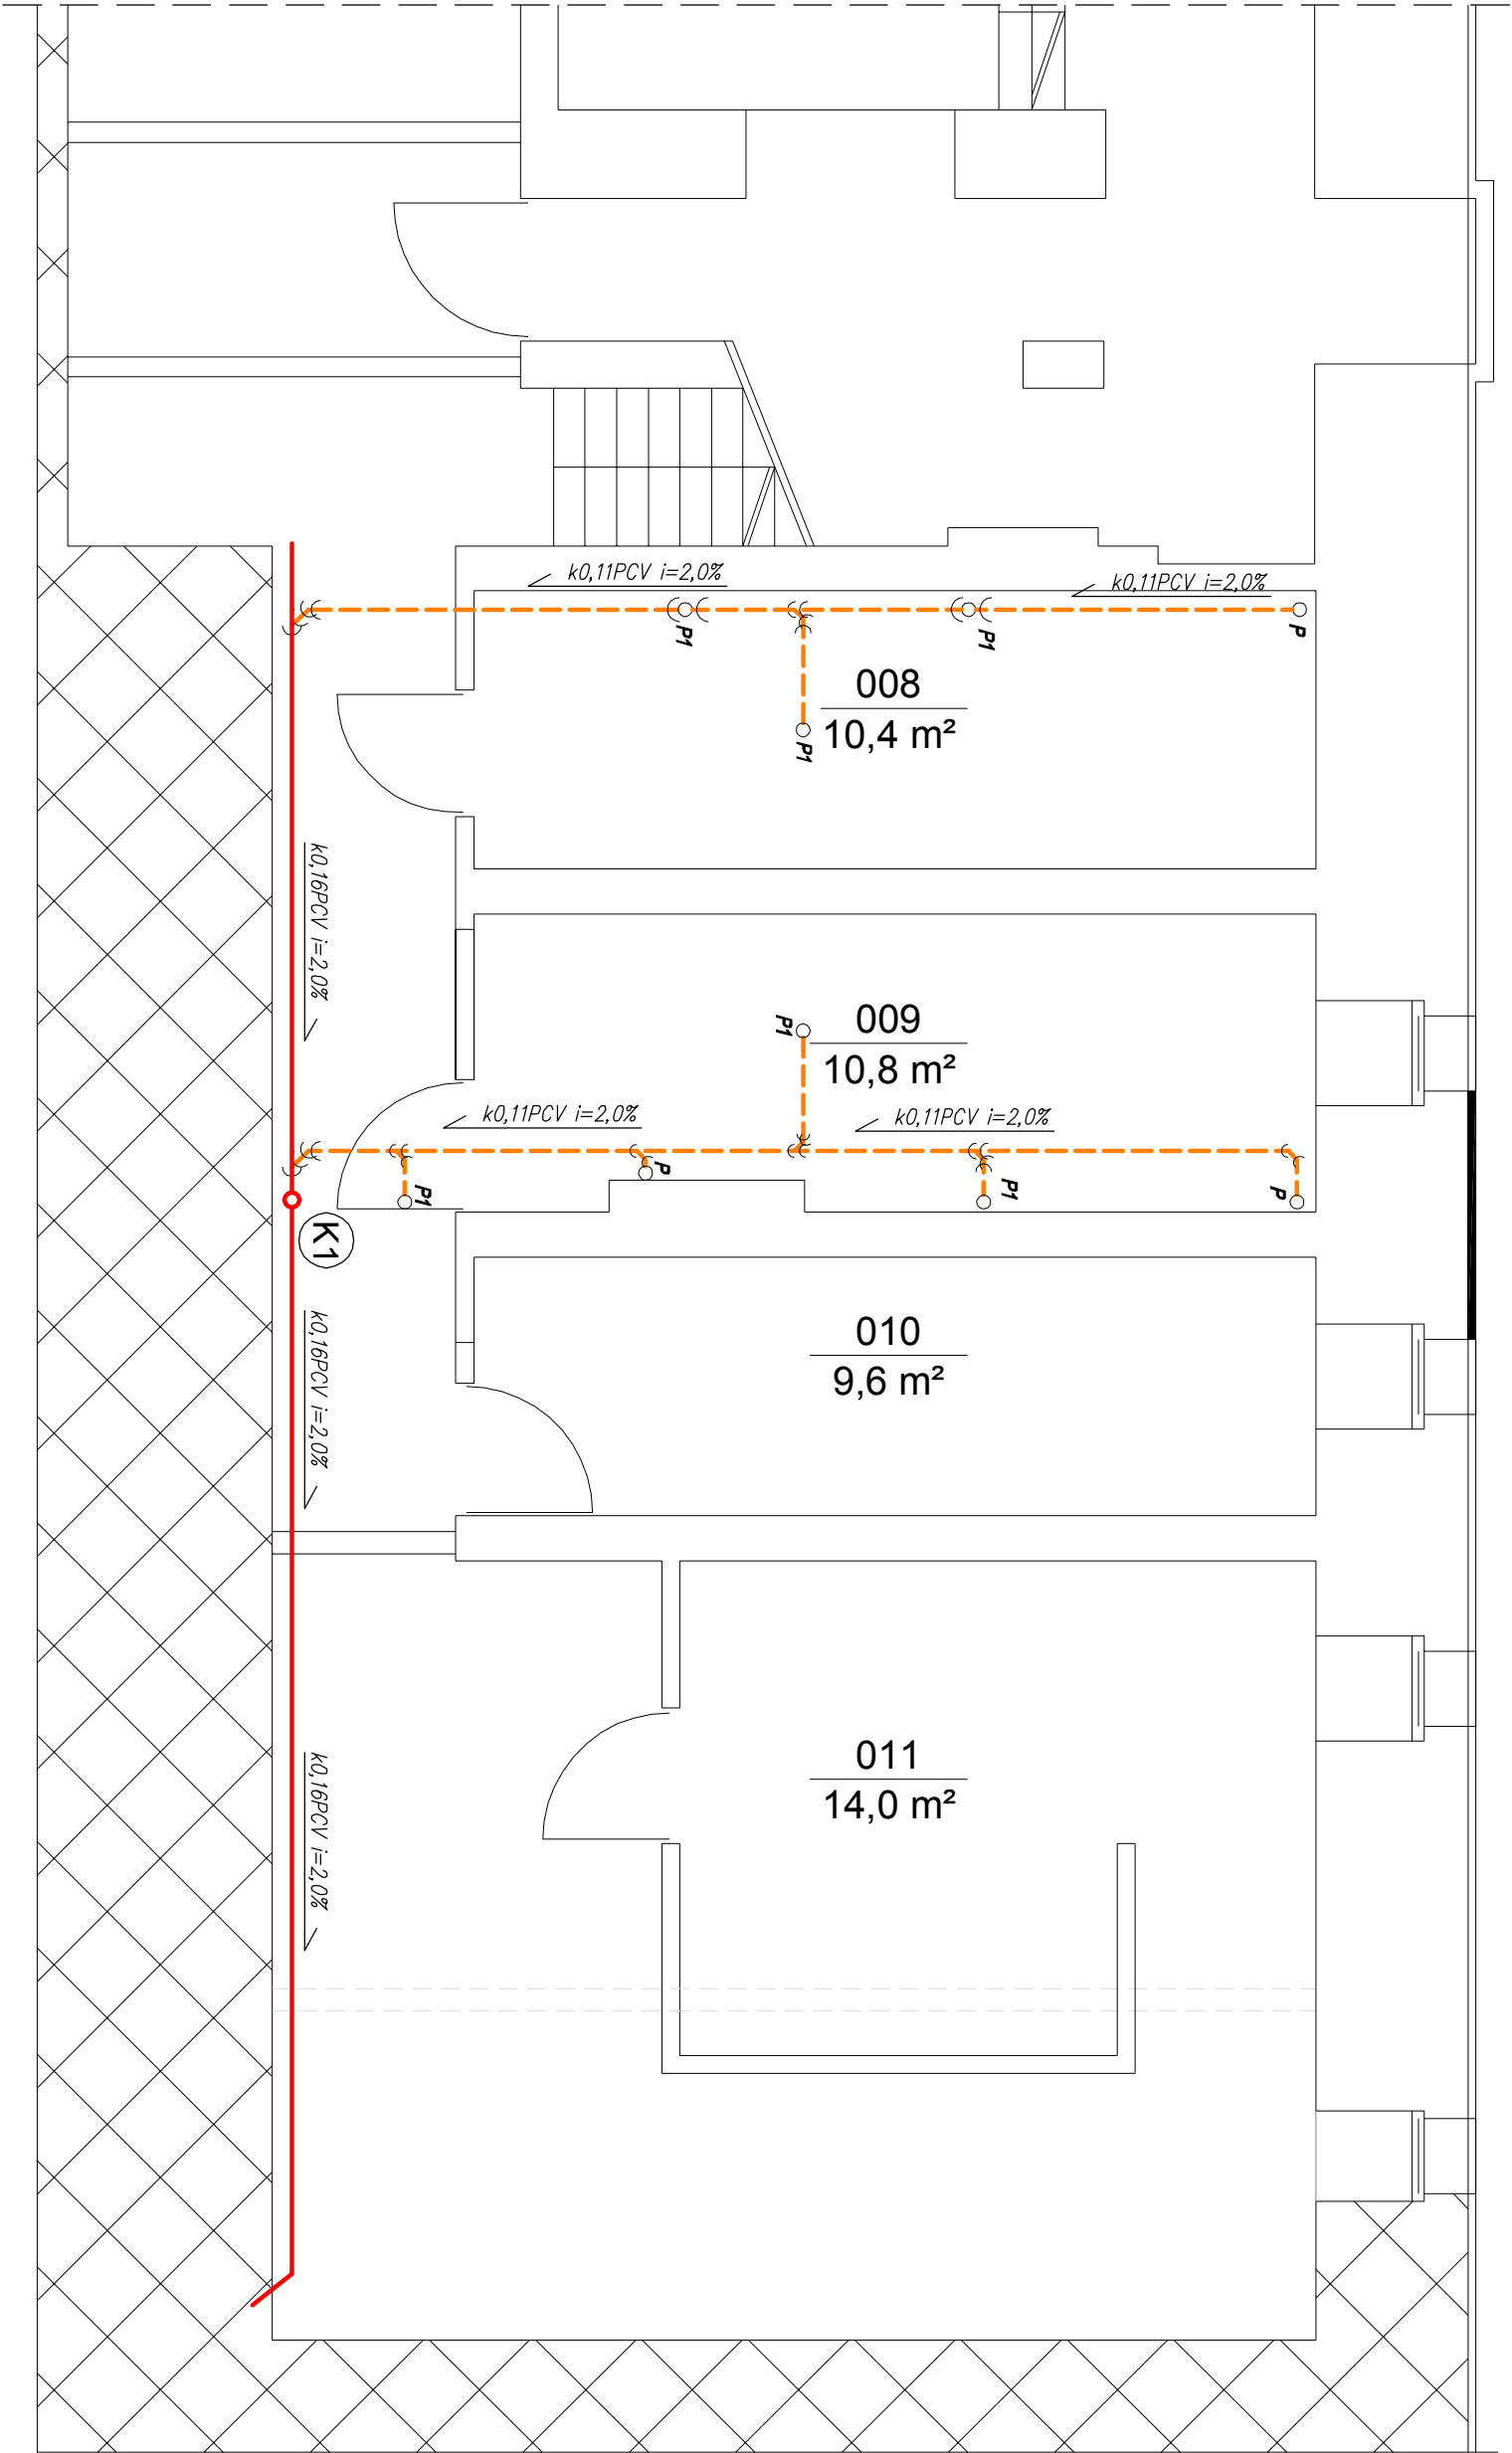 k0,11PCV i=2,0%
k0,11PCV i=2,0%
P1
P1
P
008
10,4 m²
P1
k0,16PCV i=2,0%
009
10,8 m²
P1
k0,11PCV i=2,0%
k0,11PCV i=2,0%
P1
P
P1
P
K1
010
9,6 m²
k0,16PCV i=2,0%
011
14,0 m²
k0,16PCV i=2,0%